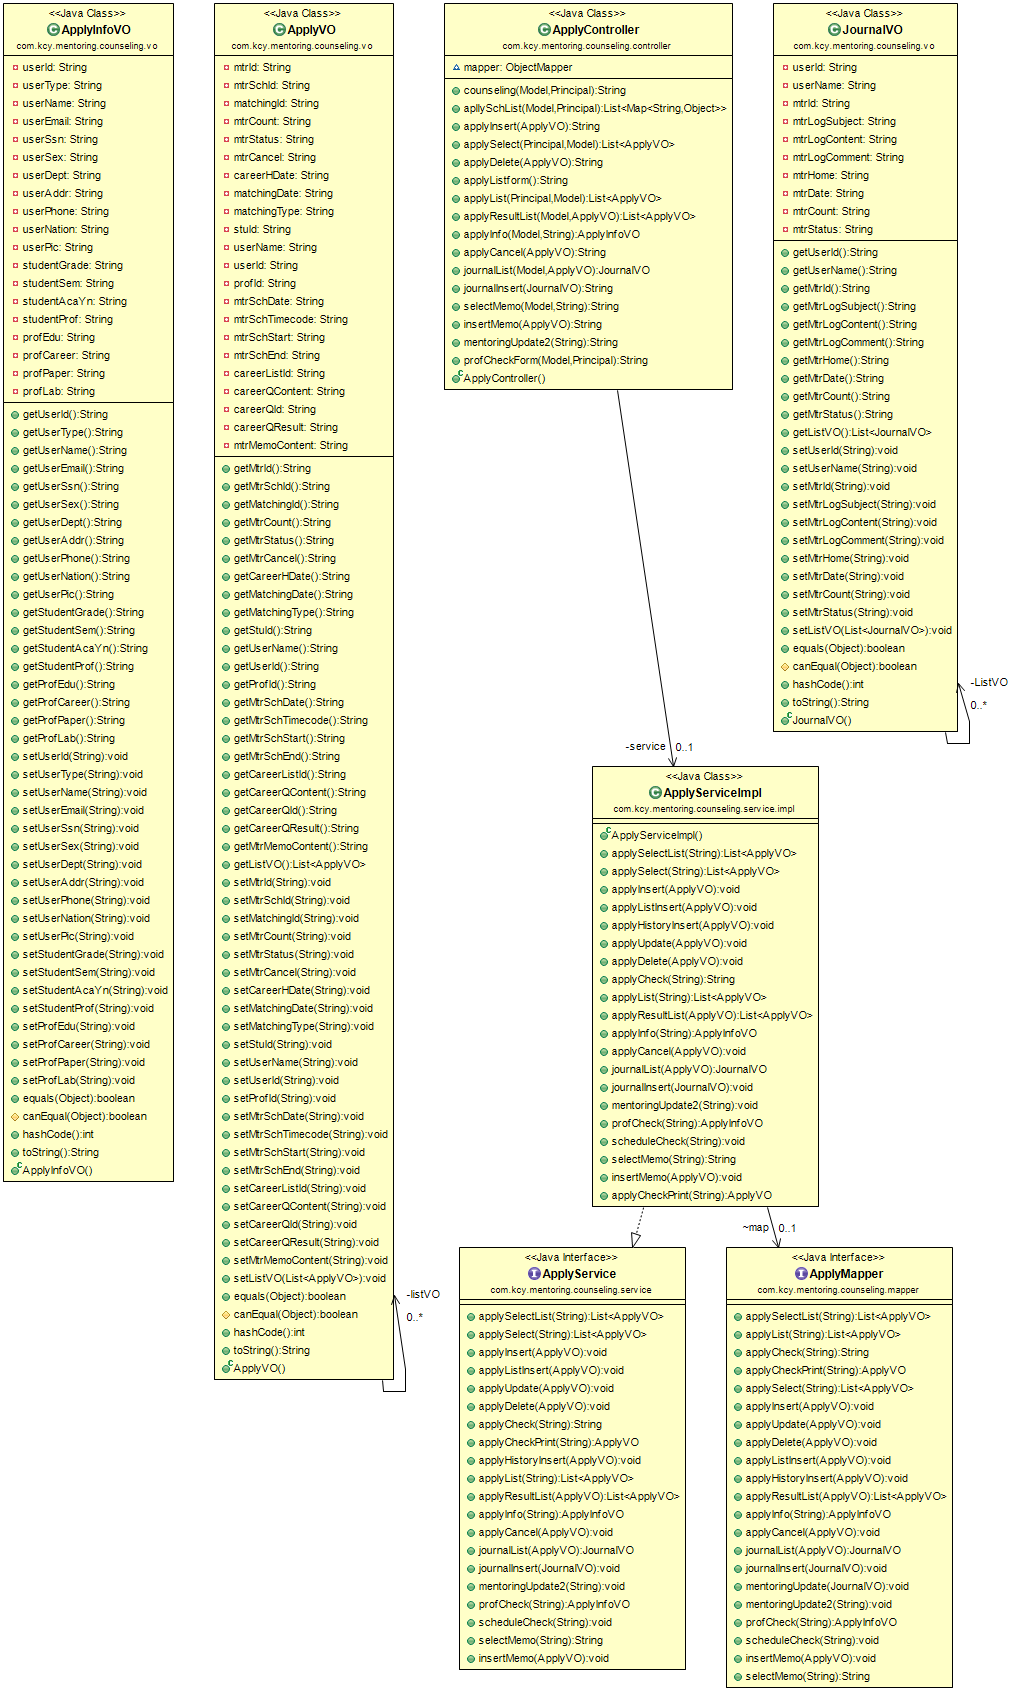 <<Java Class>>
ApplyInfoVO
com.kcy.mentoring.counseling.vo
userId: String
userType: String
userName: String
userEmail: String
userSsn: String
userSex: String
userDept: String
userAddr: String
userPhone: String
userNation: String
userPic: String
studentGrade: String
studentSem: String
studentAcaYn: String
studentProf: String
profEdu: String
profCareer: String
profPaper: String
profLab: String
getUserId():String
getUserType():String
getUserName():String
getUserEmail():String
getUserSsn():String
getUserSex():String
getUserDept():String
getUserAddr():String
getUserPhone():String
getUserNation():String
getUserPic():String
getStudentGrade():String
getStudentSem():String
getStudentAcaYn():String
getStudentProf():String
getProfEdu():String
getProfCareer():String
getProfPaper():String
getProfLab():String
setUserId(String):void
setUserType(String):void
setUserName(String):void
setUserEmail(String):void
setUserSsn(String):void
setUserSex(String):void
setUserDept(String):void
setUserAddr(String):void
setUserPhone(String):void
setUserNation(String):void
setUserPic(String):void
setStudentGrade(String):void
setStudentSem(String):void
setStudentAcaYn(String):void
setStudentProf(String):void
setProfEdu(String):void
setProfCareer(String):void
setProfPaper(String):void
setProfLab(String):void
equals(Object):boolean
canEqual(Object):boolean
hashCode():int
toString():String
ApplyInfoVO()
<<Java Class>>
ApplyVO
com.kcy.mentoring.counseling.vo
mtrId: String
mtrSchId: String
matchingId: String
mtrCount: String
mtrStatus: String
mtrCancel: String
careerHDate: String
matchingDate: String
matchingType: String
stuId: String
userName: String
userId: String
profId: String
mtrSchDate: String
mtrSchTimecode: String
mtrSchStart: String
mtrSchEnd: String
careerListId: String
careerQContent: String
careerQId: String
careerQResult: String
mtrMemoContent: String
getMtrId():String
getMtrSchId():String
getMatchingId():String
getMtrCount():String
getMtrStatus():String
getMtrCancel():String
getCareerHDate():String
getMatchingDate():String
getMatchingType():String
getStuId():String
getUserName():String
getUserId():String
getProfId():String
getMtrSchDate():String
getMtrSchTimecode():String
getMtrSchStart():String
getMtrSchEnd():String
getCareerListId():String
getCareerQContent():String
getCareerQId():String
getCareerQResult():String
getMtrMemoContent():String
getListVO():List<ApplyVO>
setMtrId(String):void
setMtrSchId(String):void
setMatchingId(String):void
setMtrCount(String):void
setMtrStatus(String):void
setMtrCancel(String):void
setCareerHDate(String):void
setMatchingDate(String):void
setMatchingType(String):void
setStuId(String):void
setUserName(String):void
setUserId(String):void
setProfId(String):void
setMtrSchDate(String):void
setMtrSchTimecode(String):void
setMtrSchStart(String):void
setMtrSchEnd(String):void
setCareerListId(String):void
setCareerQContent(String):void
setCareerQId(String):void
setCareerQResult(String):void
setMtrMemoContent(String):void
setListVO(List<ApplyVO>):void
equals(Object):boolean
canEqual(Object):boolean
hashCode():int
toString():String
ApplyVO()
-listVO
0..*
<<Java Class>>
ApplyController
com.kcy.mentoring.counseling.controller
mapper: ObjectMapper
counseling(Model,Principal):String
apllySchList(Model,Principal):List<Map<String,Object>>
applyInsert(ApplyVO):String
applySelect(Principal,Model):List<ApplyVO>
applyDelete(ApplyVO):String
applyListform():String
applyList(Principal,Model):List<ApplyVO>
applyResultList(Model,ApplyVO):List<ApplyVO>
applyInfo(Model,String):ApplyInfoVO
applyCancel(ApplyVO):String
journalList(Model,ApplyVO):JournalVO
journalInsert(JournalVO):String
selectMemo(Model,String):String
insertMemo(ApplyVO):String
mentoringUpdate2(String):String
profCheckForm(Model,Principal):String
ApplyController()
<<Java Class>>
JournalVO
com.kcy.mentoring.counseling.vo
userId: String
userName: String
mtrId: String
mtrLogSubject: String
mtrLogContent: String
mtrLogComment: String
mtrHome: String
mtrDate: String
mtrCount: String
mtrStatus: String
getUserId():String
getUserName():String
getMtrId():String
getMtrLogSubject():String
getMtrLogContent():String
getMtrLogComment():String
getMtrHome():String
getMtrDate():String
getMtrCount():String
getMtrStatus():String
getListVO():List<JournalVO>
setUserId(String):void
setUserName(String):void
setMtrId(String):void
setMtrLogSubject(String):void
setMtrLogContent(String):void
setMtrLogComment(String):void
setMtrHome(String):void
setMtrDate(String):void
setMtrCount(String):void
setMtrStatus(String):void
setListVO(List<JournalVO>):void
equals(Object):boolean
canEqual(Object):boolean
hashCode():int
toString():String
JournalVO()
-ListVO
0..*
-service
0..1
<<Java Class>>
ApplyServiceImpl
com.kcy.mentoring.counseling.service.impl
ApplyServiceImpl()
applySelectList(String):List<ApplyVO>
applySelect(String):List<ApplyVO>
applyInsert(ApplyVO):void
applyListInsert(ApplyVO):void
applyHistoryInsert(ApplyVO):void
applyUpdate(ApplyVO):void
applyDelete(ApplyVO):void
applyCheck(String):String
applyList(String):List<ApplyVO>
applyResultList(ApplyVO):List<ApplyVO>
applyInfo(String):ApplyInfoVO
applyCancel(ApplyVO):void
journalList(ApplyVO):JournalVO
journalInsert(JournalVO):void
mentoringUpdate2(String):void
profCheck(String):ApplyInfoVO
scheduleCheck(String):void
selectMemo(String):String
insertMemo(ApplyVO):void
applyCheckPrint(String):ApplyVO
~map
0..1
<<Java Interface>>
ApplyService
com.kcy.mentoring.counseling.service
applySelectList(String):List<ApplyVO>
applySelect(String):List<ApplyVO>
applyInsert(ApplyVO):void
applyListInsert(ApplyVO):void
applyUpdate(ApplyVO):void
applyDelete(ApplyVO):void
applyCheck(String):String
applyCheckPrint(String):ApplyVO
applyHistoryInsert(ApplyVO):void
applyList(String):List<ApplyVO>
applyResultList(ApplyVO):List<ApplyVO>
applyInfo(String):ApplyInfoVO
applyCancel(ApplyVO):void
journalList(ApplyVO):JournalVO
journalInsert(JournalVO):void
mentoringUpdate2(String):void
profCheck(String):ApplyInfoVO
scheduleCheck(String):void
selectMemo(String):String
insertMemo(ApplyVO):void
<<Java Interface>>
ApplyMapper
com.kcy.mentoring.counseling.mapper
applySelectList(String):List<ApplyVO>
applyList(String):List<ApplyVO>
applyCheck(String):String
applyCheckPrint(String):ApplyVO
applySelect(String):List<ApplyVO>
applyInsert(ApplyVO):void
applyUpdate(ApplyVO):void
applyDelete(ApplyVO):void
applyListInsert(ApplyVO):void
applyHistoryInsert(ApplyVO):void
applyResultList(ApplyVO):List<ApplyVO>
applyInfo(String):ApplyInfoVO
applyCancel(ApplyVO):void
journalList(ApplyVO):JournalVO
journalInsert(JournalVO):void
mentoringUpdate(JournalVO):void
mentoringUpdate2(String):void
profCheck(String):ApplyInfoVO
scheduleCheck(String):void
insertMemo(ApplyVO):void
selectMemo(String):String